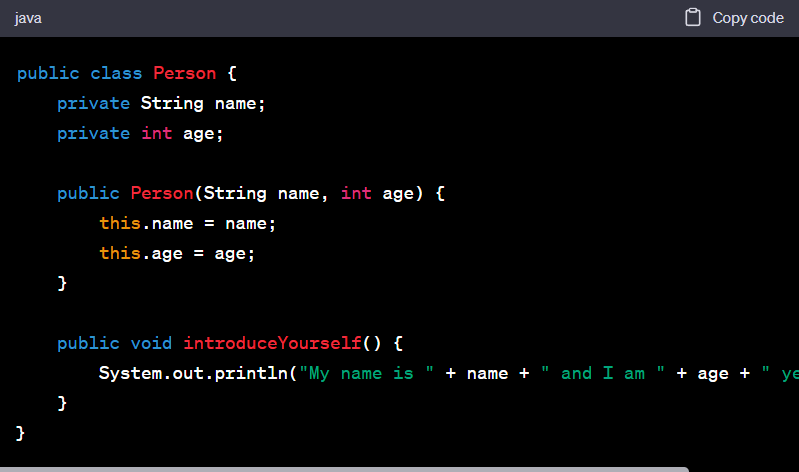 java Copy code
public class Person {
    private String name;
    private int age;

    public Person(String name, int age) {
        this.name = name;
        this.age = age;
    }

    public void introduceYourself() {
        System.out.println("My name is " + name + " and I am " + age + " ye
    }
}